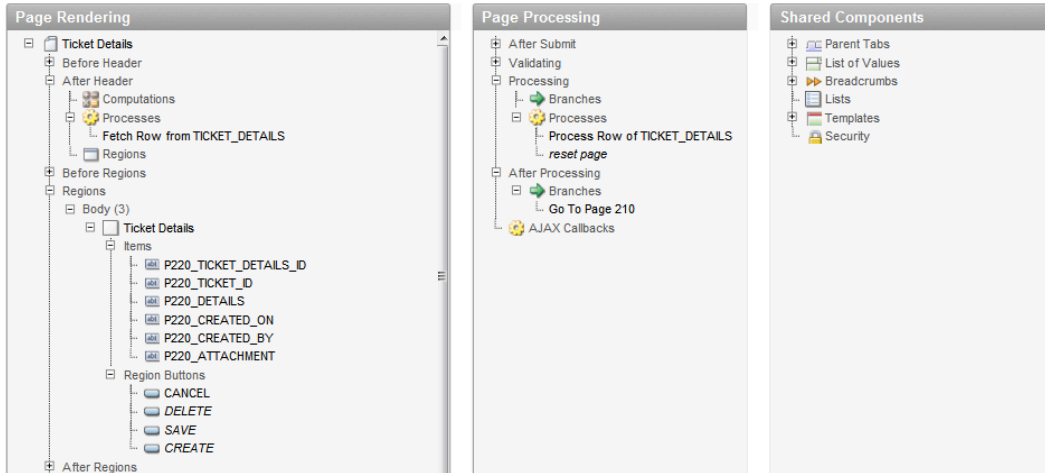 Page Rendering
Ticket Details
Before Header
After Header
Computations
Processes
Fetch Row from TICKET_DETAILS
Regions
Before Regions
Regions
Body (3)
Ticket Details
Items
P220_TICKET_DETAILS_ID
P220_TICKET_ID
P220_DETAILS
P220_CREATED_ON
P220_CREATED_BY
P220_ATTACHMENT
Region Buttons
CANCEL
DELETE
SAVE
CREATE
After Regions
Page Processing
After Submit
Validating
Processing
Branches
Processes
Process Row of TICKET_DETAILS
reset page
After Processing
Branches
Go To Page 210
AJAX Callbacks
Shared Components
Parent Tabs
List of Values
Breadcrumbs
Lists
Templates
Security